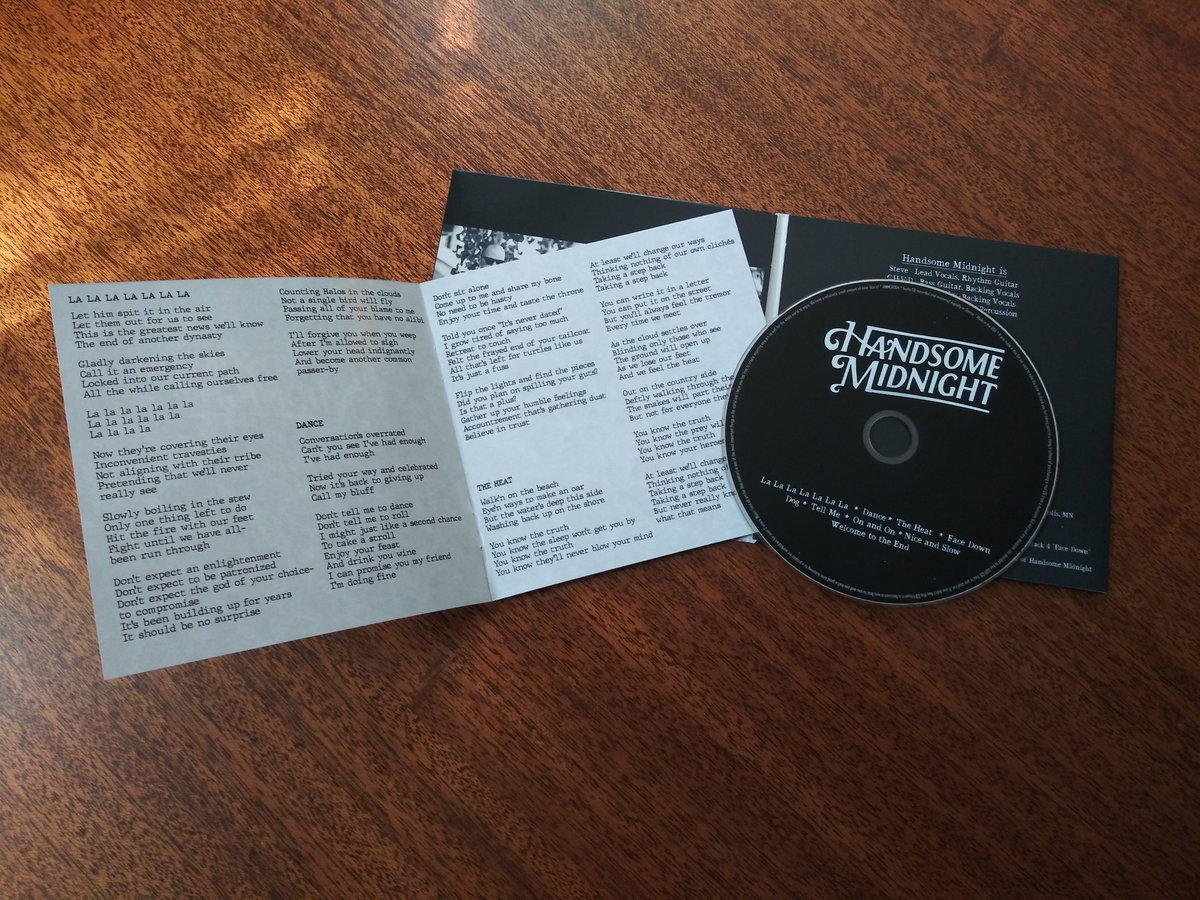 LA LA LA LA LA LA LA
Let him spit it in the air
Let them out for us to see
This is the greatest news we'll know
The end of another dynasty
Gladly darkening the skies
Call it an emergency
Locked into our current path
All the while calling ourselves free
La la la la la la la
La la la la la la
La la la la
Now they're covering their eyes
Inconvenient travesties
Not aligning with their tribe
Pretending that we'll never
really see
Slowly boiling in the stew
Only one thing left to do
Hit the fire with our feet
Fight until we have all-
been run through
Don't expect an enlightenment
Don't expect to be patronized
Don't expect the god of your choice-
to compromise
It's been building up for years
It should be no surprise
Counting Halos in the clouds
Not a single bird will fly
Passing all of your blame to me
Forgetting that you have no alibi
I'll forgive you when you weep
After I'm allowed to sigh
Lower your head indignantly
And become another common
passer-by
DANCE
Conversation's overrated
Can't you see I've had enough
I've had enough
Tried your way and celebrated
Now it's back to giving up
Call my bluff
Don't tell me to dance
Don't tell me to roll
I might just like a second chance
To take a scroll
Enjoy your feast
And drink you wine
I can promise you my friend
I'm doing fine
Don't sit alone
Come up to me and share my bone
No need to be hasty
Enjoy your time and taste the throne
Told you once "It's never dated"
I grow tired of saying too much
Retreat to touch
Felt the frayed end of your railcoat
All that's left for turtles like us
It's just a fuss
Flip the lights and find the pieces
Did you plan on spilling your guts?
Is that a plus?
Gather up your humble feelings
Accountrement that's gathering dust
Believe in trust
THE HEAT
Walk'n on the beach
Eyeh ways to make an oar
But the water's deep this side
Washing back up on the shore
You know the truth
You know the sleep won't get you by
You know the truth
You know they'll never blow your mind
At least we'll change our ways
Thinking nothing of our own clichés
Taking a step back
Taking a step back
You can write it in a letter
You can put it on the street
But you'll always feel the tremor
Every time we meet
As the cloud settles over
Blinding only those who see
The ground will open up
As we lose our feet
And we feel the heat
Out on the country side
Deftly walking through the
The snakes will part their
But not for everyone
You know the truth
You know the prey
You know the truth
You know your heroes
At least we'll change
Thinking nothing
Taking a step back
Taking a step back
But never really
what that means
Handsome Midnight is
Steve Lead Vocals, Rhythm Guitar
Bass Guitar, Backing Vocals
Backing Vocals
HANDSOME
MIDNIGHT
La La La La La La La * Dance * The Heat * Face Down
Dog * Tell Me * On and On * Nice and Slow
Welcome to the End
MN
4 "Face Down"
of Handsome Midnight